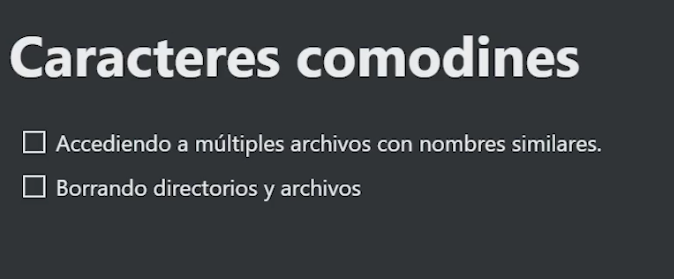 Caracteres comodines
Accediendo a múltiples archivos con nombres similares.
Borrando directorios y archivos